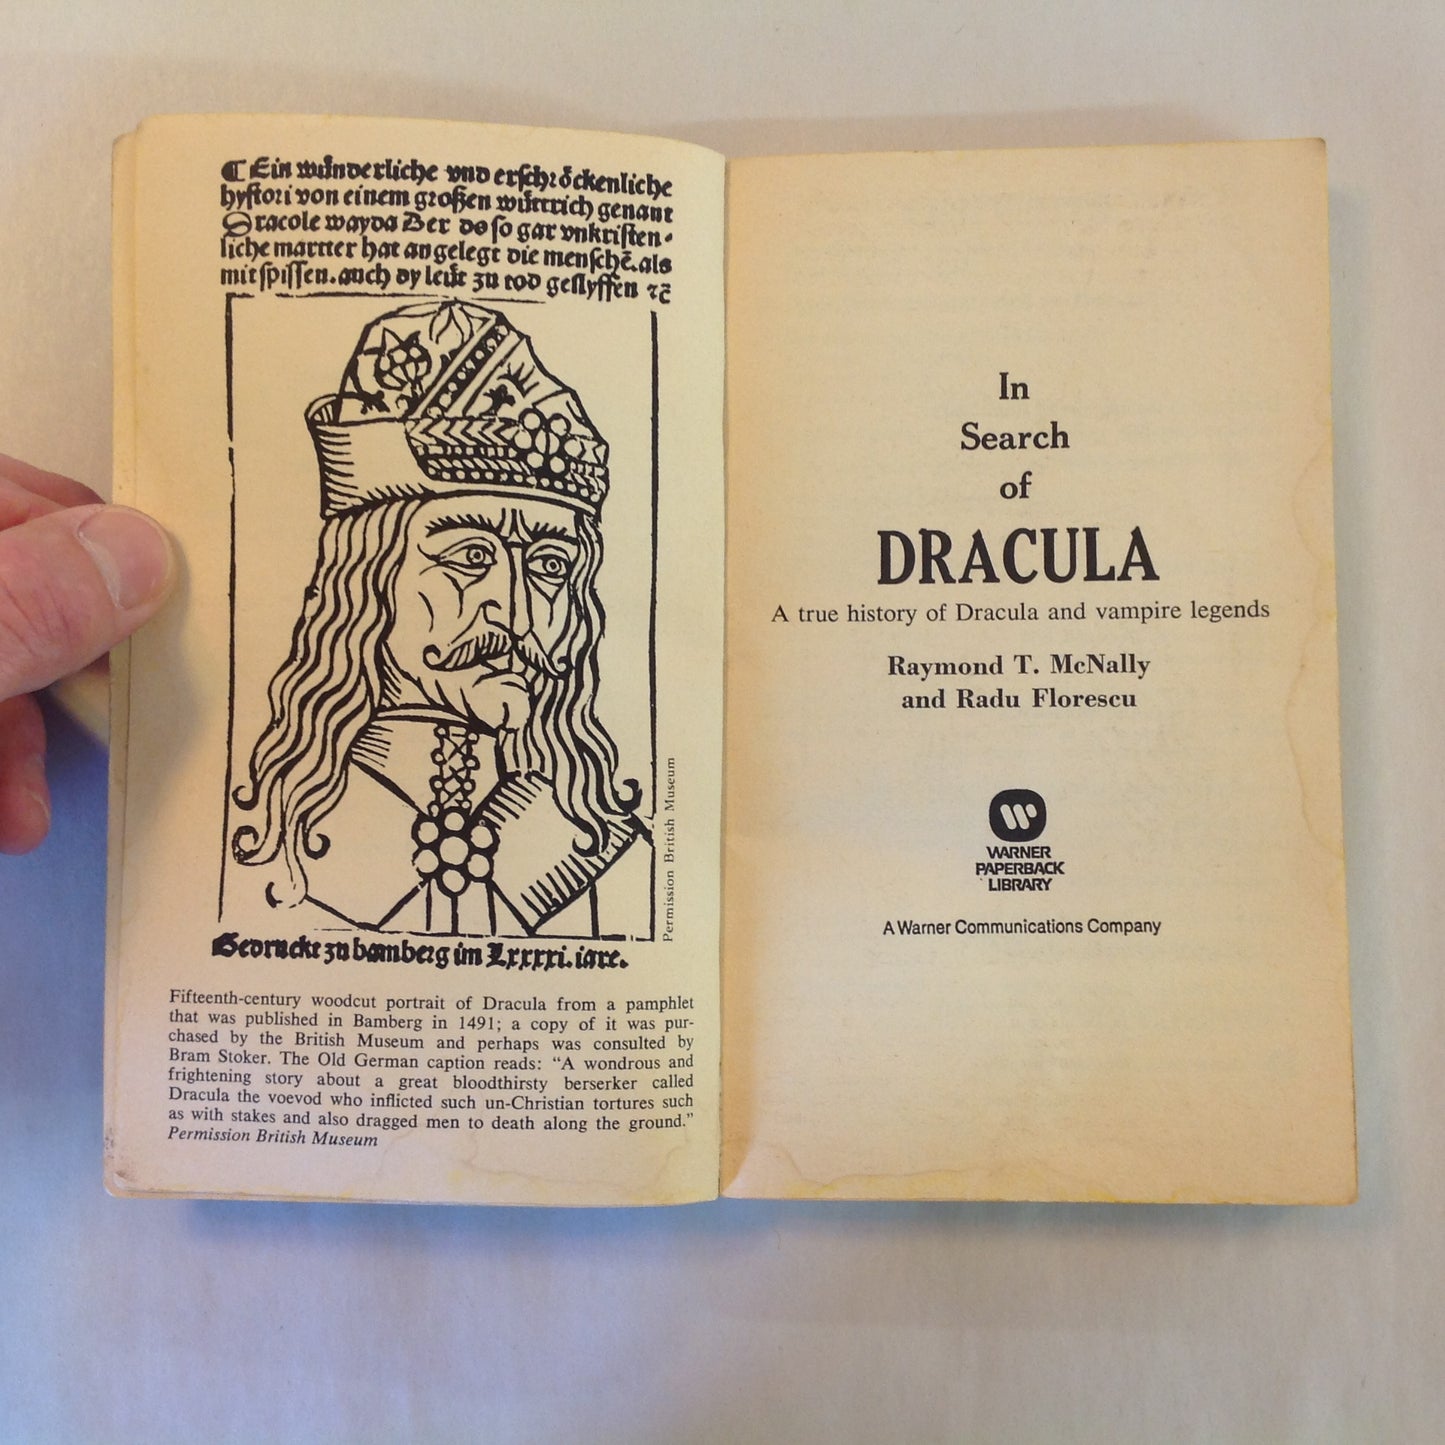 ¶ Ein wünderliche vnd erschröckenliche
hystori von einem großen wüttrich genant
Dracole wayda Der do so gar vnkristen-
liche martter hat angelegt die menschē. als
mit spissen. auch dy leüt zu tod geslyffen ⁊c̄
Gedruckt zu bamberg im Lxxxxi. iare.
Permission British Museum
Fifteenth-century woodcut portrait of Dracula from a pamphlet
that was published in Bamberg in 1491; a copy of it was pur-
chased by the British Museum and perhaps was consulted by
Bram Stoker. The Old German caption reads: "A wondrous and
frightening story about a great bloodthirsty berserker called
Dracula the voevod who inflicted such un-Christian tortures such
as with stakes and also dragged men to death along the ground."
Permission British Museum
In
Search
of
DRACULA
A true history of Dracula and vampire legends
Raymond T. McNally
and Radu Florescu
WARNER
PAPERBACK
LIBRARY
A Warner Communications Company